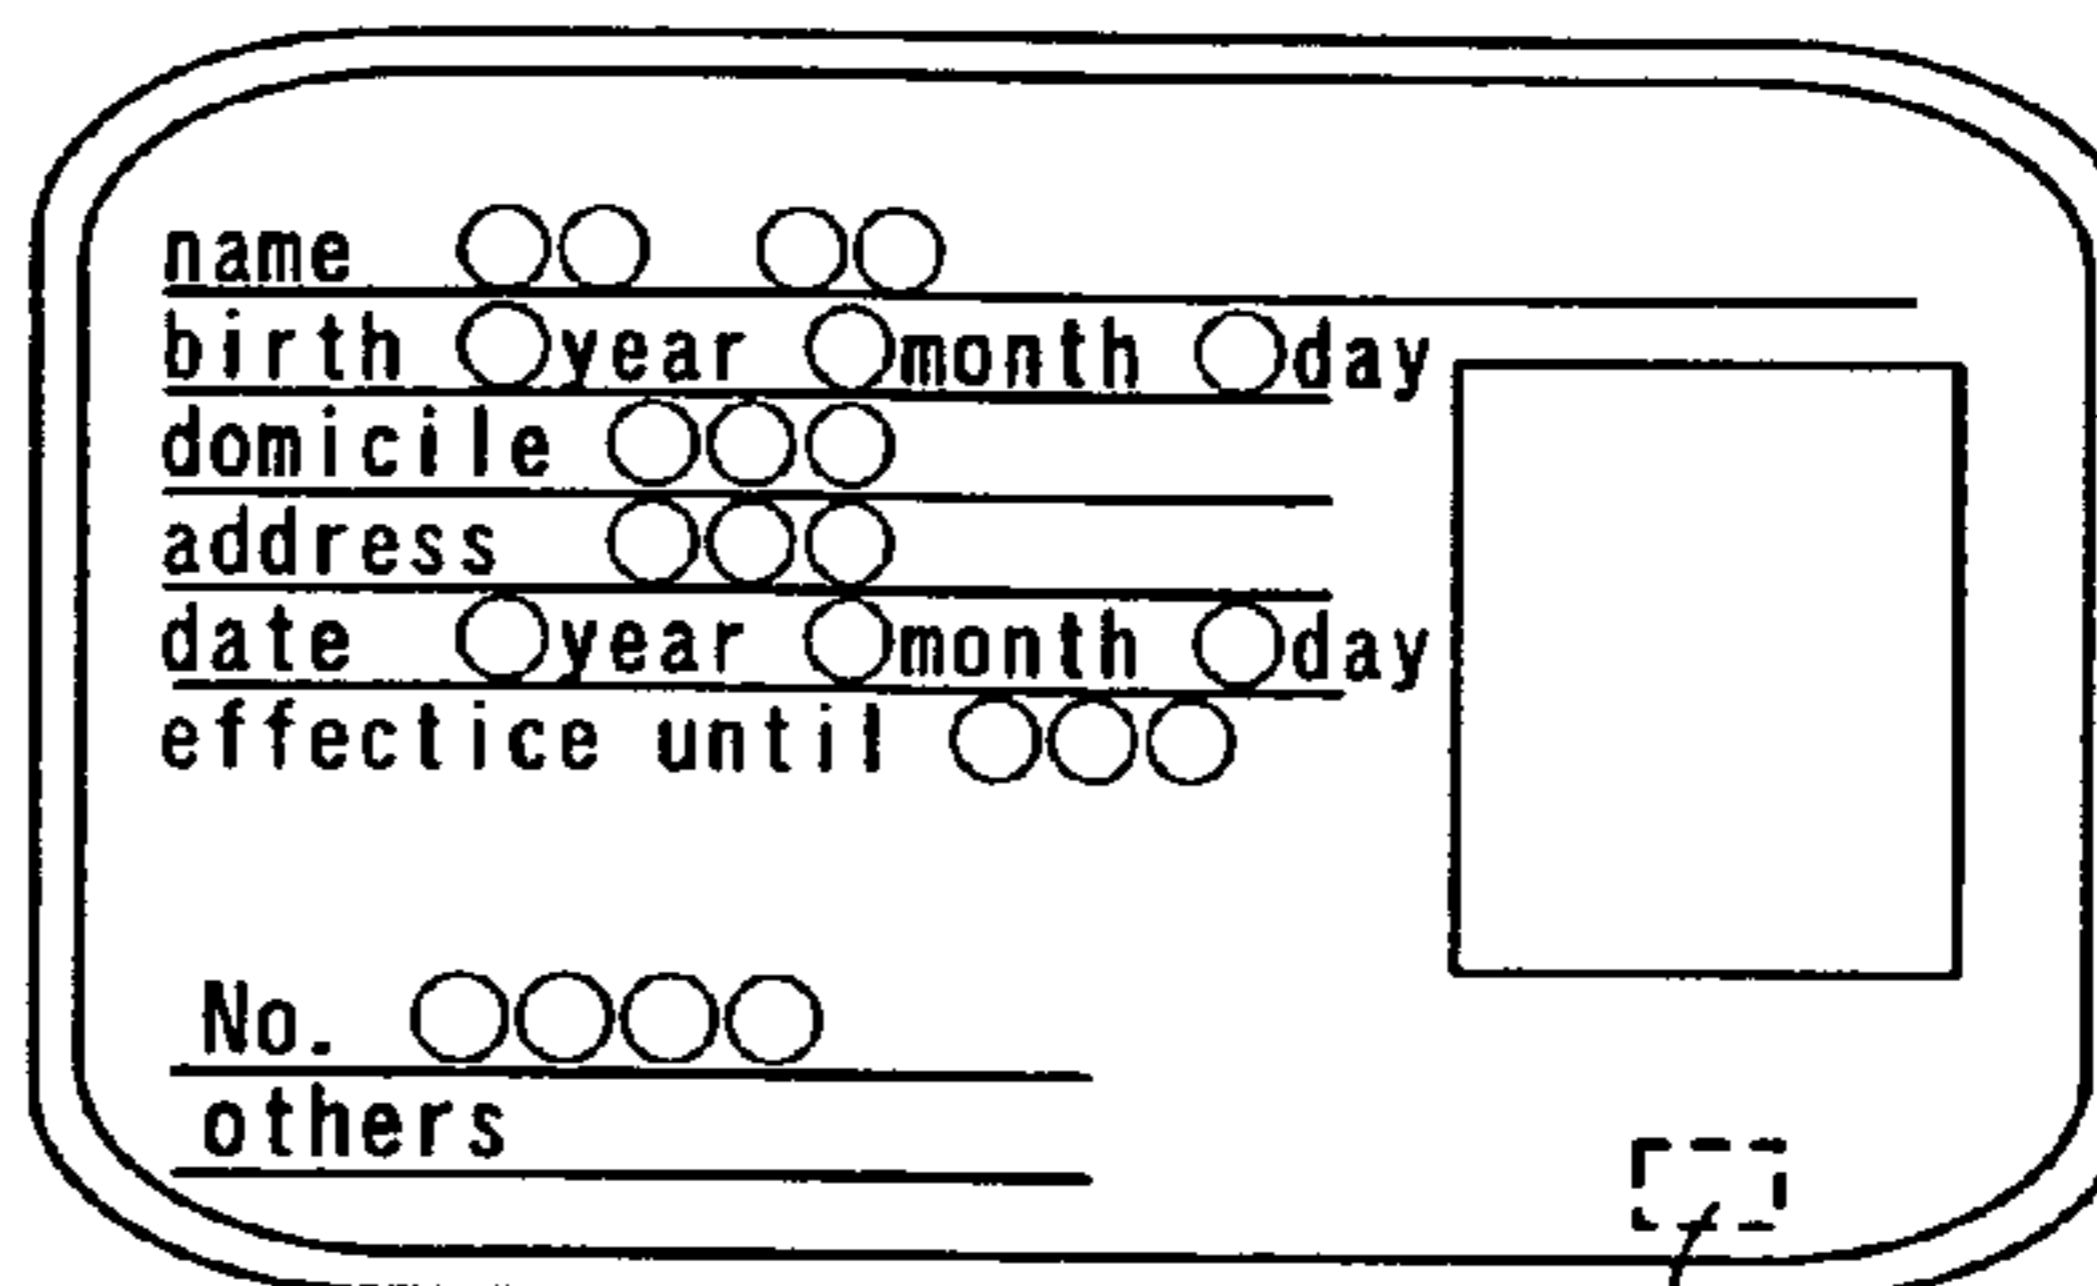 name ○○ ○○
birth ○year ○month ○day
domicile ○○○
address ○○○
date ○year ○month ○day
effectice until ○○○
No. ○○○○
others